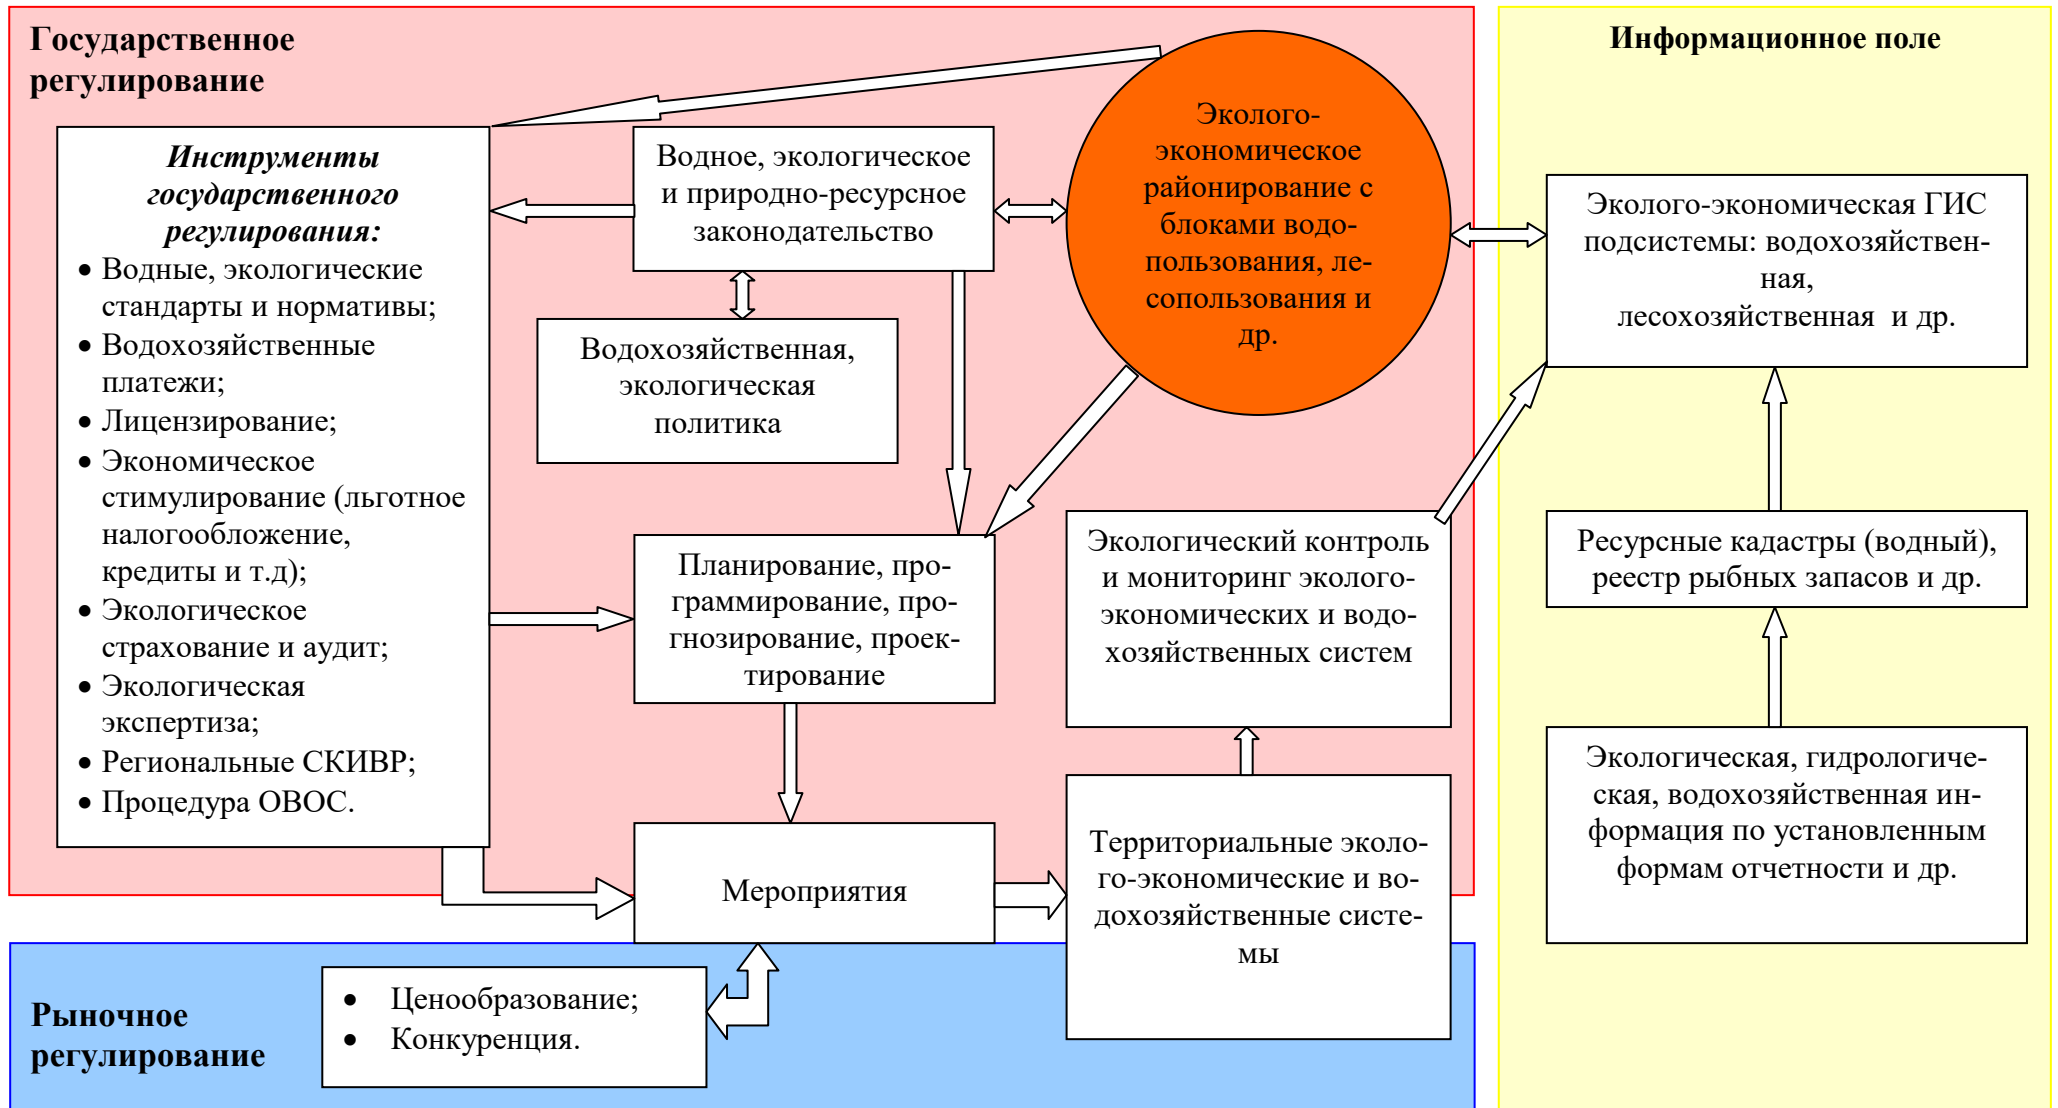 Государственное
регулирование
Инструменты
государственного
регулирования:
• Водные, экологические
стандарты и нормативы;
• Водохозяйственные
платежи;
• Лицензирование;
• Экономическое
стимулирование (льготное
налогообложение,
кредиты и т.д);
• Экологическое
страхование и аудит;
• Экологическая
экспертиза;
• Региональные СКИВР;
• Процедура ОВОС.
Водное, экологическое
и природно-ресурсное
законодательство
Водохозяйственная,
экологическая
политика
Эколого-
экономическое
районирование с
блоками водо-
пользования, ле-
сопользования и
др.
Планирование, про-
граммирование, про-
гнозирование, проек-
тирование
Экологический контроль
и мониторинг эколого-
экономических и водо-
хозяйственных систем
Мероприятия
Территориальные эколо-
го-экономические и во-
дохозяйственные систе-
мы
Рыночное
регулирование
• Ценообразование;
• Конкуренция.
Информационное поле
Эколого-экономическая ГИС
подсистемы: водохозяйствен-
ная,
лесохозяйственная и др.
Ресурсные кадастры (водный),
реестр рыбных запасов и др.
Экологическая, гидрологиче-
ская, водохозяйственная ин-
формация по установленным
формам отчетности и др.